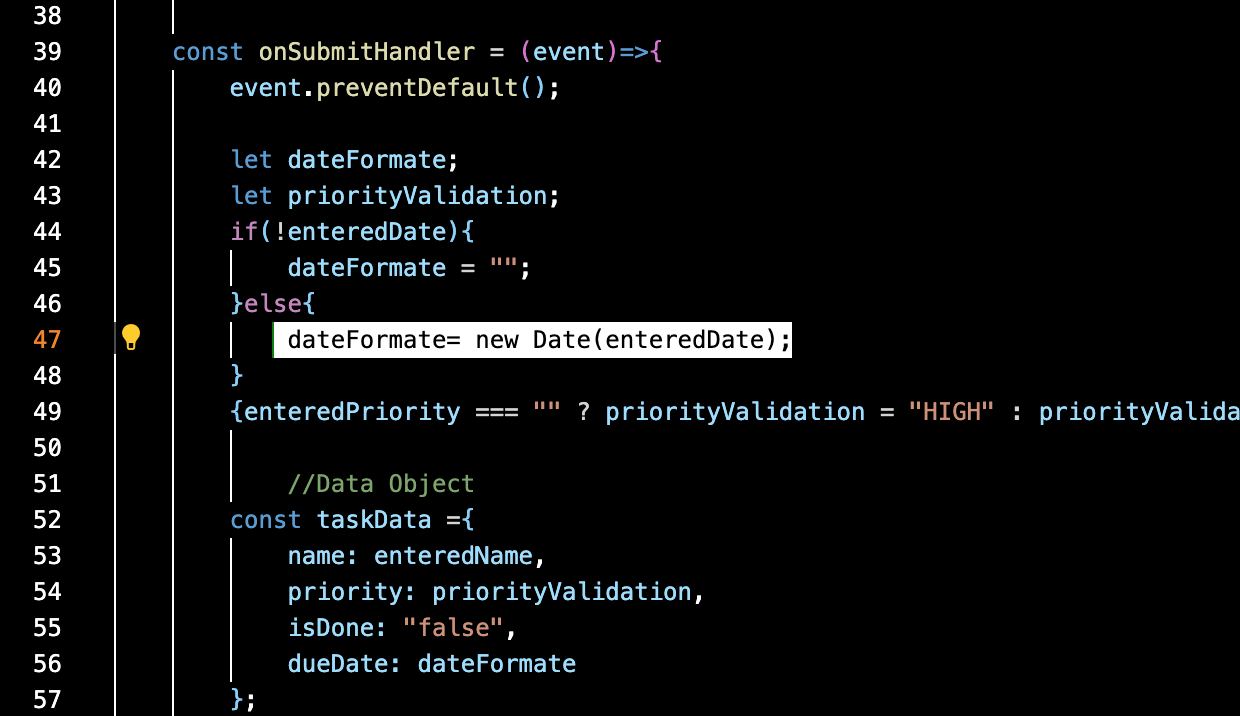 38
39 const onSubmitHandler = (event)=>{
40 event.preventDefault();
41
42 let dateFormate;
43 let priorityValidation;
44 if(!enteredDate){
45 dateFormate = "";
46 }else{
47 dateFormate= new Date(enteredDate);
48 }
49 {enteredPriority === "" ? priorityValidation = "HIGH" : priorityValida
50
51 //Data Object
52 const taskData ={
53 name: enteredName,
54 priority: priorityValidation,
55 isDone: "false",
56 dueDate: dateFormate
57 };